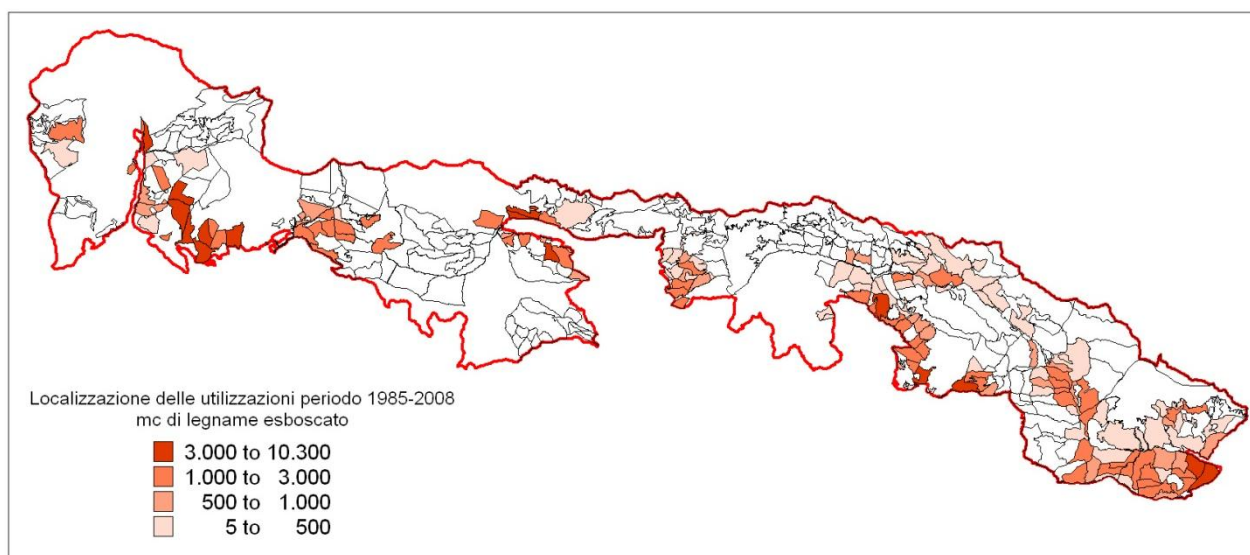 Localizzazione delle utilizzazioni periodo 1985-2008
mc di legname esboscato
3.000 to 10.300
1.000 to 3.000
500 to 1.000
5 to 500